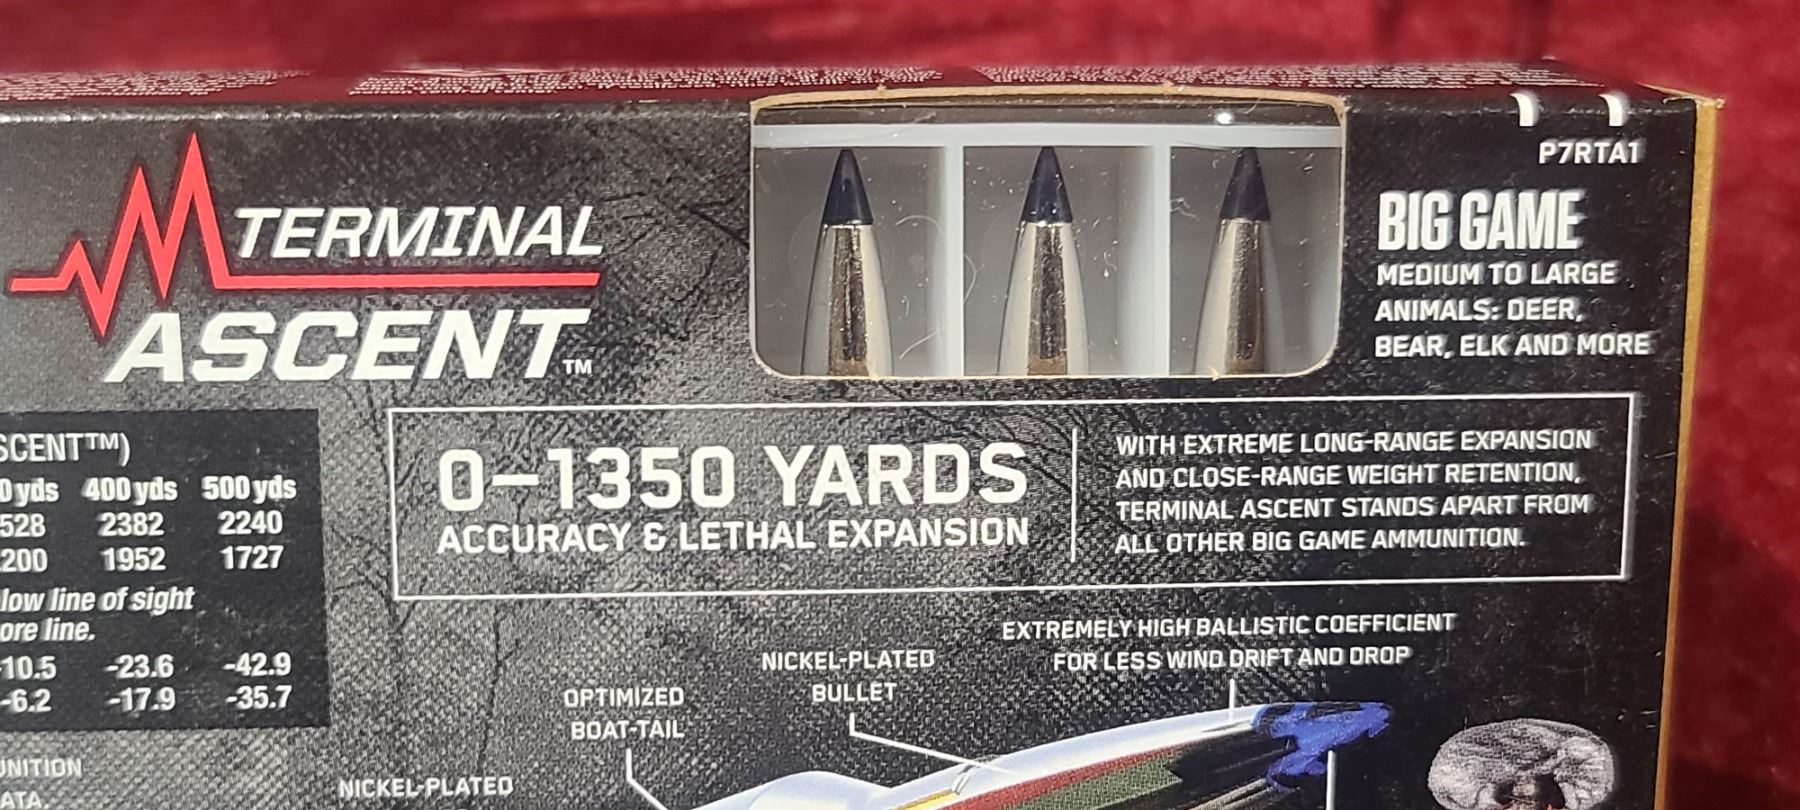 P7RTA1
TERMINAL
ASCENT™
BIG GAME
MEDIUM TO LARGE
ANIMALS: DEER,
BEAR, ELK AND MORE
0–1350 YARDS
ACCURACY & LETHAL EXPANSION
WITH EXTREME LONG-RANGE EXPANSION
AND CLOSE-RANGE WEIGHT RETENTION,
TERMINAL ASCENT STANDS APART FROM
ALL OTHER BIG GAME AMMUNITION.
SCENT™)
0 yds 400 yds 500 yds
528 2382 2240
200 1952 1727
low line of sight
ore line.
-10.5 -23.6 -42.9
-6.2 -17.9 -35.7
UNITION
ATA.
EXTREMELY HIGH BALLISTIC COEFFICIENT
FOR LESS WIND DRIFT AND DROP
NICKEL-PLATED
BULLET
OPTIMIZED
BOAT-TAIL
NICKEL-PLATED